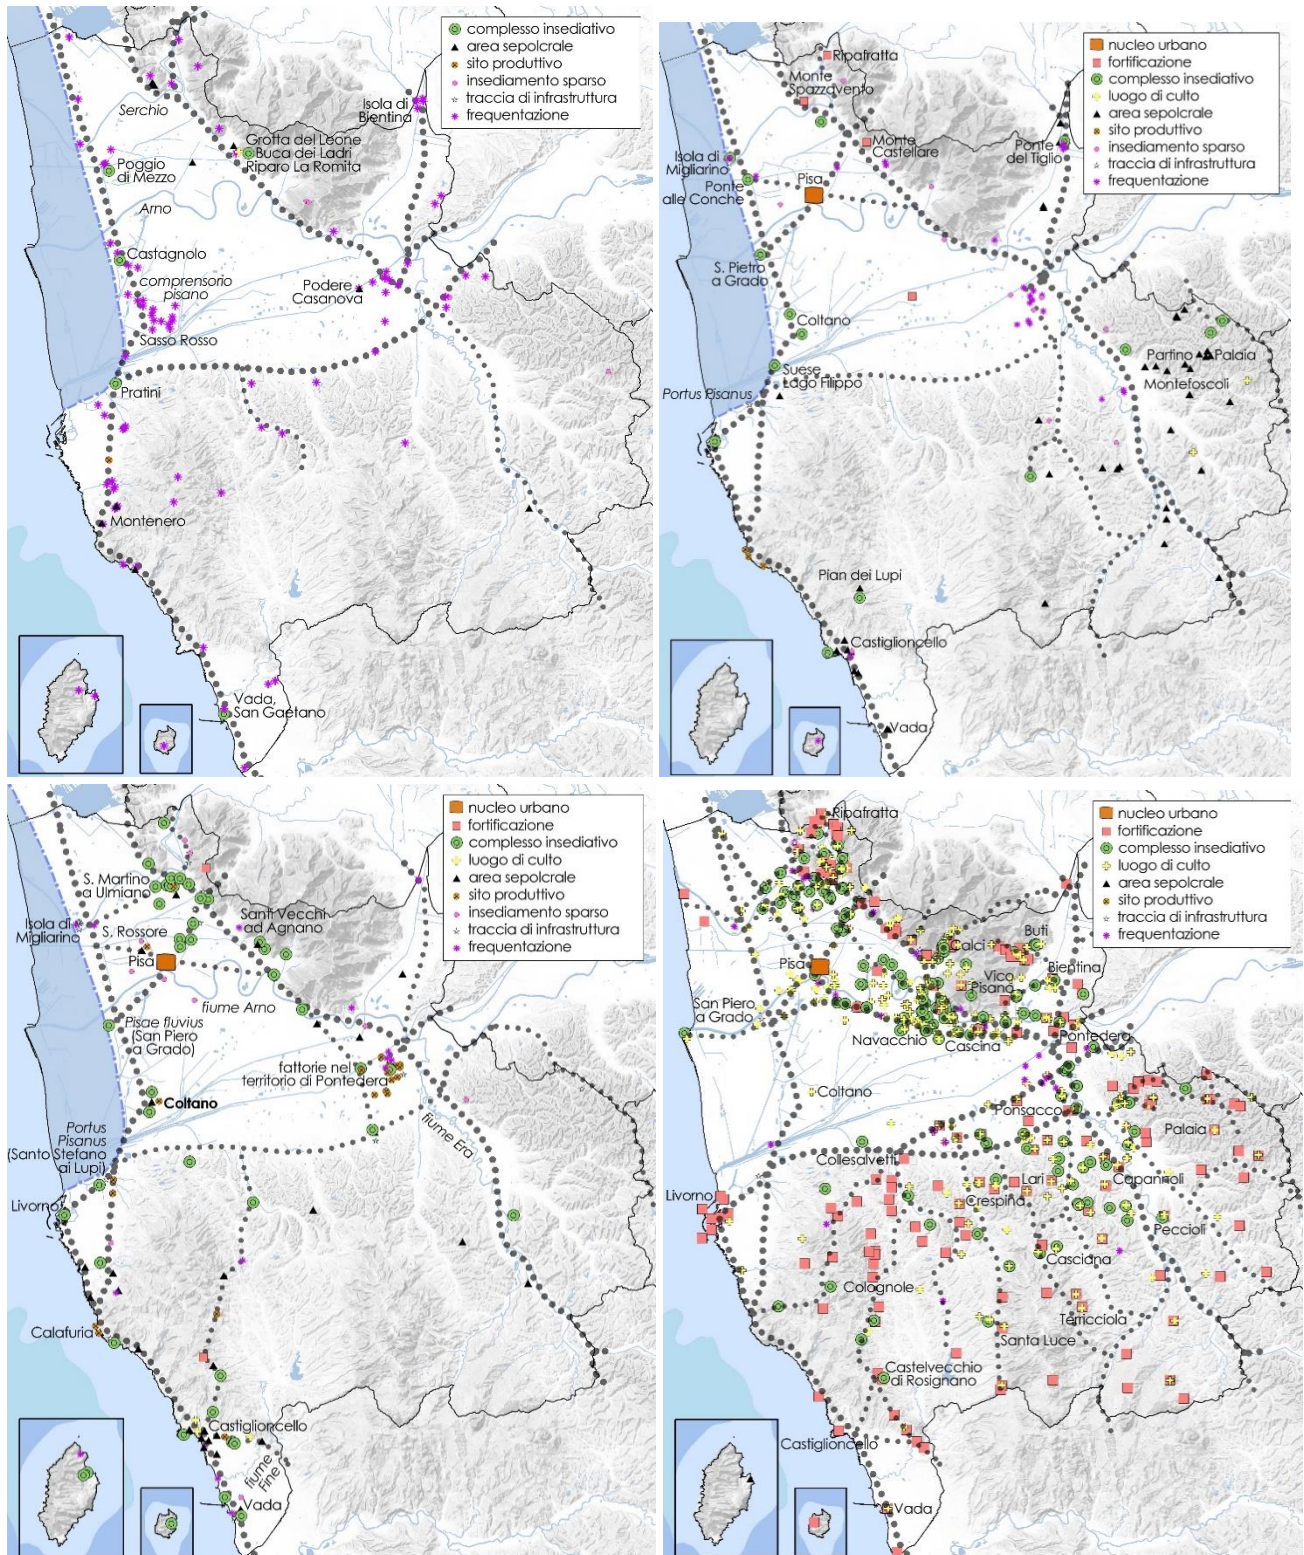 complesso insediativo
area sepolcrale
sito produttivo
insediamento sparso
traccia di infrastruttura
frequentazione
Serchio
Isola di
Bientina
Grotta del Leone
Buca dei Ladri
Riparo La Romita
Poggio
di Mezzo
Arno
Castagnolo
comprensorio
pisano
Podere
Casanova
Sasso Rosso
Pratini
Montenero
Vada,
San Gaetano
nucleo urbano
fortificazione
complesso insediativo
luogo di culto
area sepolcrale
sito produttivo
insediamento sparso
traccia di infrastruttura
frequentazione
Ripafratta
Monte
Spazzavento
Monte
Castellare
Isola di
Migliarino
Ponte
alle Conche
Pisa
Ponte
del Tiglio
S. Pietro
a Grado
Coltano
Suese
Lago Filippo
Portus Pisanus
Partino
Palaia
Montefoscoli
Pian dei Lupi
Castiglioncello
Vada
nucleo urbano
fortificazione
complesso insediativo
luogo di culto
area sepolcrale
sito produttivo
insediamento sparso
traccia di infrastruttura
frequentazione
S. Martino
a Ulmiano
Isola di
Migliarino
S. Rossore
Santi Vecchi
ad Agnano
Pisa
fiume Arno
Pisae fluvius
(San Piero
a Grado)
fattorie nel
territorio di Pontedera
Coltano
Portus
Pisanus
(Santo Stefano
ai Lupi)
fiume Era
Livorno
Calafuria
Castiglioncello
fiume
Fine
Vada
nucleo urbano
fortificazione
complesso insediativo
luogo di culto
area sepolcrale
sito produttivo
traccia di infrastruttura
frequentazione
Ripafratta
Calci
Buti
Pisa
Vico
Pisano
Bientina
San Piero
a Grado
Navacchio
Cascina
Pontedera
Coltano
Ponsacco
Palaia
Collesalvetti
Lari
Capannoli
Livorno
Crespina
Peccioli
Casciana
Colognole
Terricciola
Santa Luce
Castelvecchio
di Rosignano
Castiglioncello
Vada